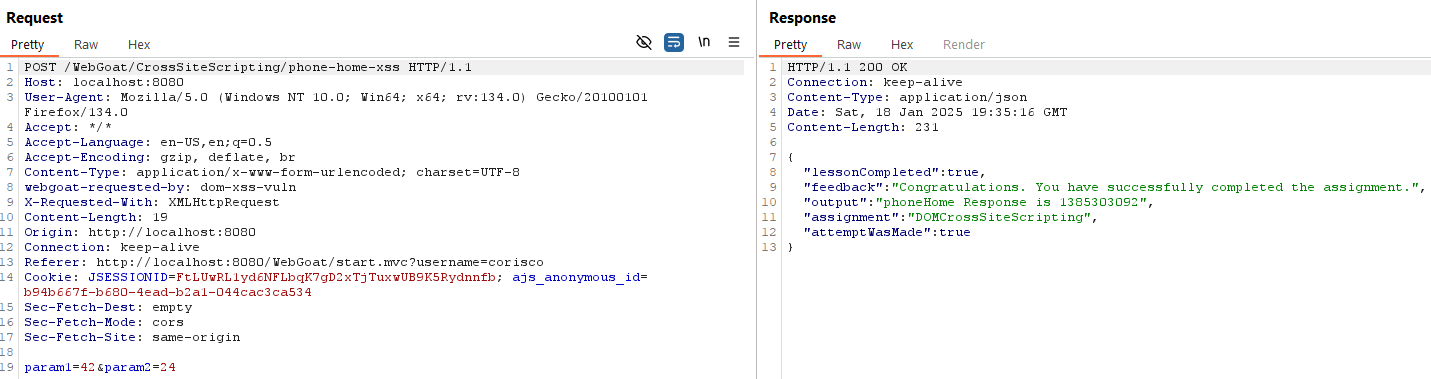 Request
Pretty Raw Hex \n
1 POST /WebGoat/CrossSiteScripting/phone-home-xss HTTP/1.1
2 Host: localhost:8080
3 User-Agent: Mozilla/5.0 (Windows NT 10.0; Win64; x64; rv:134.0) Gecko/20100101
Firefox/134.0
4 Accept: */*
5 Accept-Language: en-US,en;q=0.5
6 Accept-Encoding: gzip, deflate, br
7 Content-Type: application/x-www-form-urlencoded; charset=UTF-8
8 webgoat-requested-by: dom-xss-vuln
9 X-Requested-With: XMLHttpRequest
10 Content-Length: 19
11 Origin: http://localhost:8080
12 Connection: keep-alive
13 Referer: http://localhost:8080/WebGoat/start.mvc?username=corisco
14 Cookie: JSESSIONID=FtLUwRL1yd6NFLbqK7gD2xTjTuxwUB9K5Rydnnfb; ajs_anonymous_id=
b94b667f-b680-4ead-b2a1-044cac3ca534
15 Sec-Fetch-Dest: empty
16 Sec-Fetch-Mode: cors
17 Sec-Fetch-Site: same-origin
18
19 param1=42&param2=24
Response
Pretty Raw Hex Render
1 HTTP/1.1 200 OK
2 Connection: keep-alive
3 Content-Type: application/json
4 Date: Sat, 18 Jan 2025 19:35:16 GMT
5 Content-Length: 231
6
7 {
8 "lessonCompleted":true,
9 "feedback":"Congratulations. You have successfully completed the assignment.",
10 "output":"phoneHome Response is 1385303092",
11 "assignment":"DOMCrossSiteScripting",
12 "attemptWasMade":true
13 }